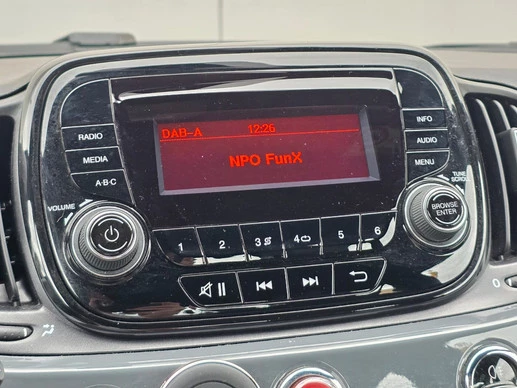 DAB-A 12:26
NPO FunX
RADIO
MEDIA
A-B-C
VOLUME
INFO
AUDIO
MENU
TUNE
SCROLL
BROWSE
ENTER
1 2 3 4 5 6
0